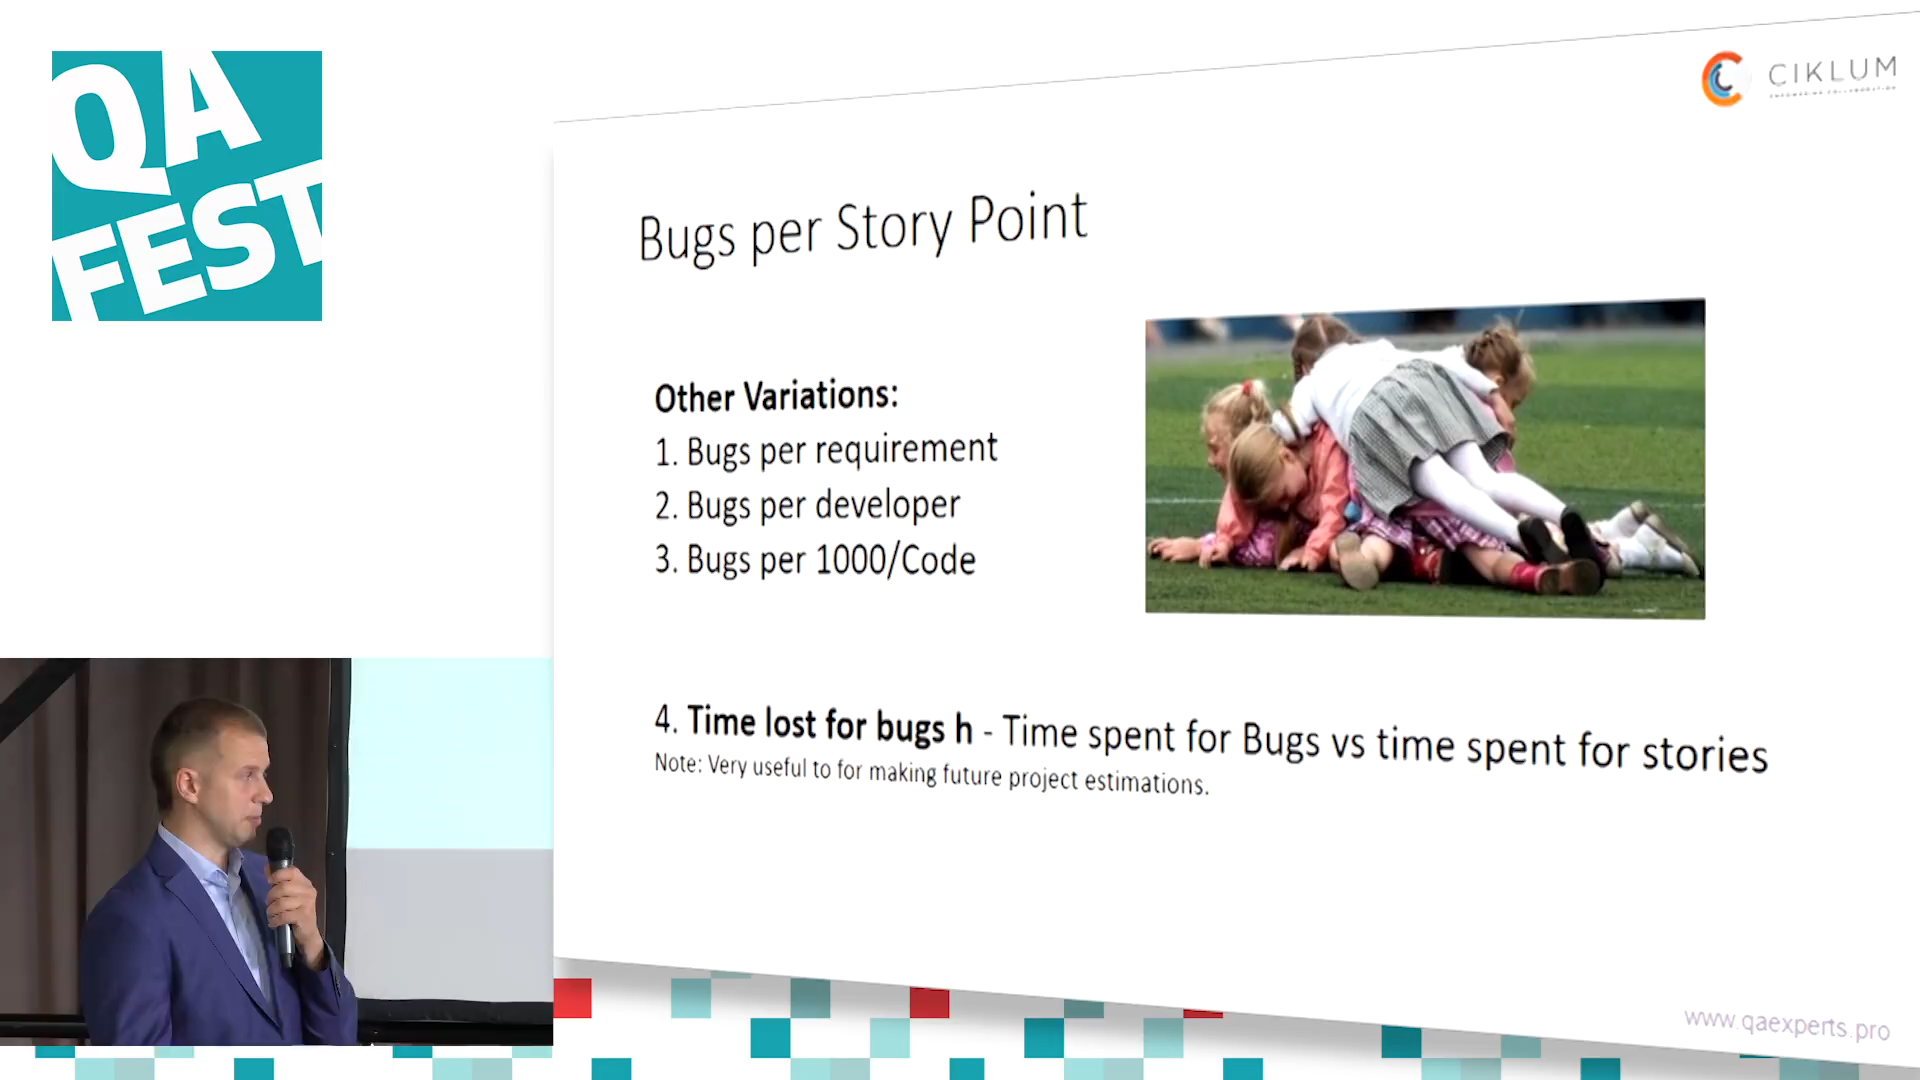 QA
FEST
CIKLUM
Bugs per Story Point
Other Variations:
1. Bugs per requirement
2. Bugs per developer
3. Bugs per 1000/Code
4. Time lost for bugs h - Time spent for Bugs vs time spent for stories
Note: Very useful to for making future project estimations.
www.qaexperts.pro